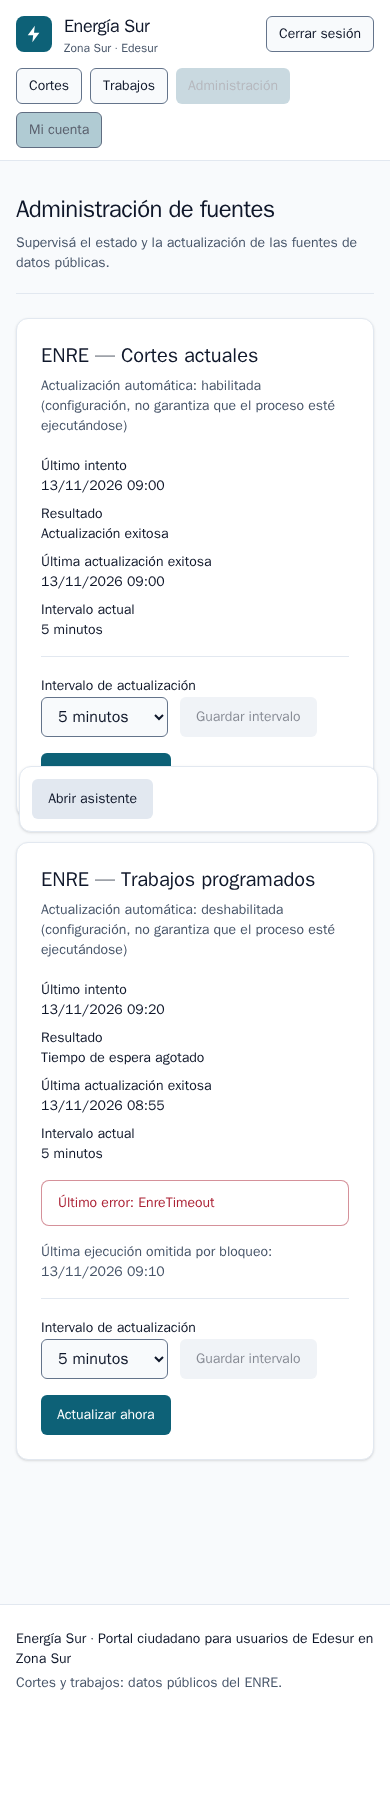 Energía Sur
Zona Sur · Edesur
Cerrar sesión
Cortes
Trabajos
Administración
Mi cuenta
Administración de fuentes
Supervisá el estado y la actualización de las fuentes de
datos públicas.
ENRE — Cortes actuales
Actualización automática: habilitada
(configuración, no garantiza que el proceso esté
ejecutándose)
Último intento
13/11/2026 09:00
Resultado
Actualización exitosa
Última actualización exitosa
13/11/2026 09:00
Intervalo actual
5 minutos
Intervalo de actualización
5 minutos
Guardar intervalo
Abrir asistente
ENRE — Trabajos programados
Actualización automática: deshabilitada
(configuración, no garantiza que el proceso esté
ejecutándose)
Último intento
13/11/2026 09:20
Resultado
Tiempo de espera agotado
Última actualización exitosa
13/11/2026 08:55
Intervalo actual
5 minutos
Último error: EnreTimeout
Última ejecución omitida por bloqueo:
13/11/2026 09:10
Intervalo de actualización
5 minutos
Guardar intervalo
Actualizar ahora
Energía Sur · Portal ciudadano para usuarios de Edesur en
Zona Sur
Cortes y trabajos: datos públicos del ENRE.